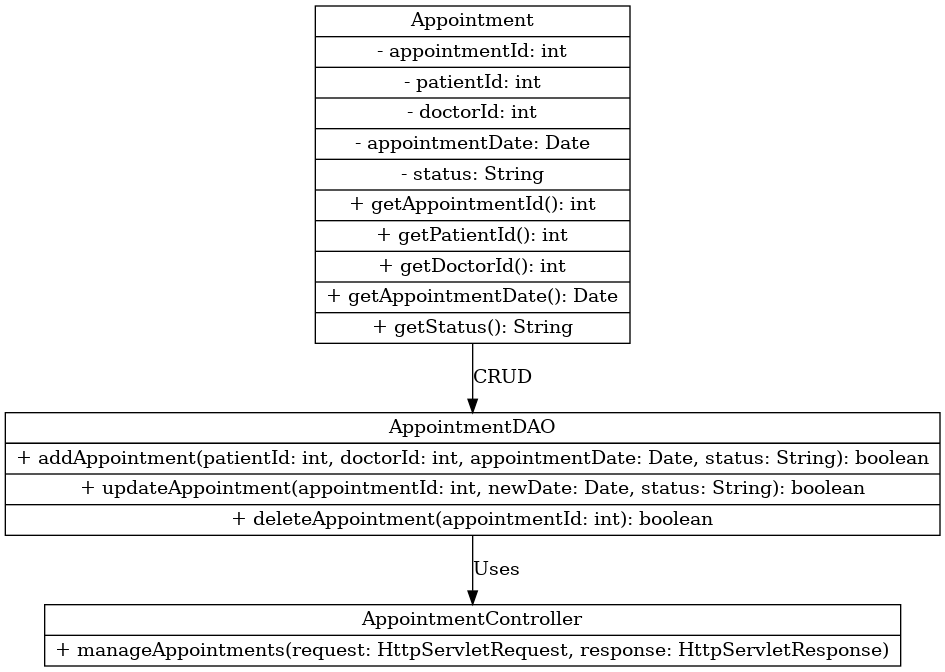 Appointment
- appointmentId: int
- patientId: int
- doctorId: int
- appointmentDate: Date
- status: String
+ getAppointmentId(): int
+ getPatientId(): int
+ getDoctorId(): int
+ getAppointmentDate(): Date
+ getStatus(): String
CRUD
AppointmentDAO
+ addAppointment(patientId: int, doctorId: int, appointmentDate: Date, status: String): boolean
+ updateAppointment(appointmentId: int, newDate: Date, status: String): boolean
+ deleteAppointment(appointmentId: int): boolean
Uses
AppointmentController
+ manageAppointments(request: HttpServletRequest, response: HttpServletResponse)